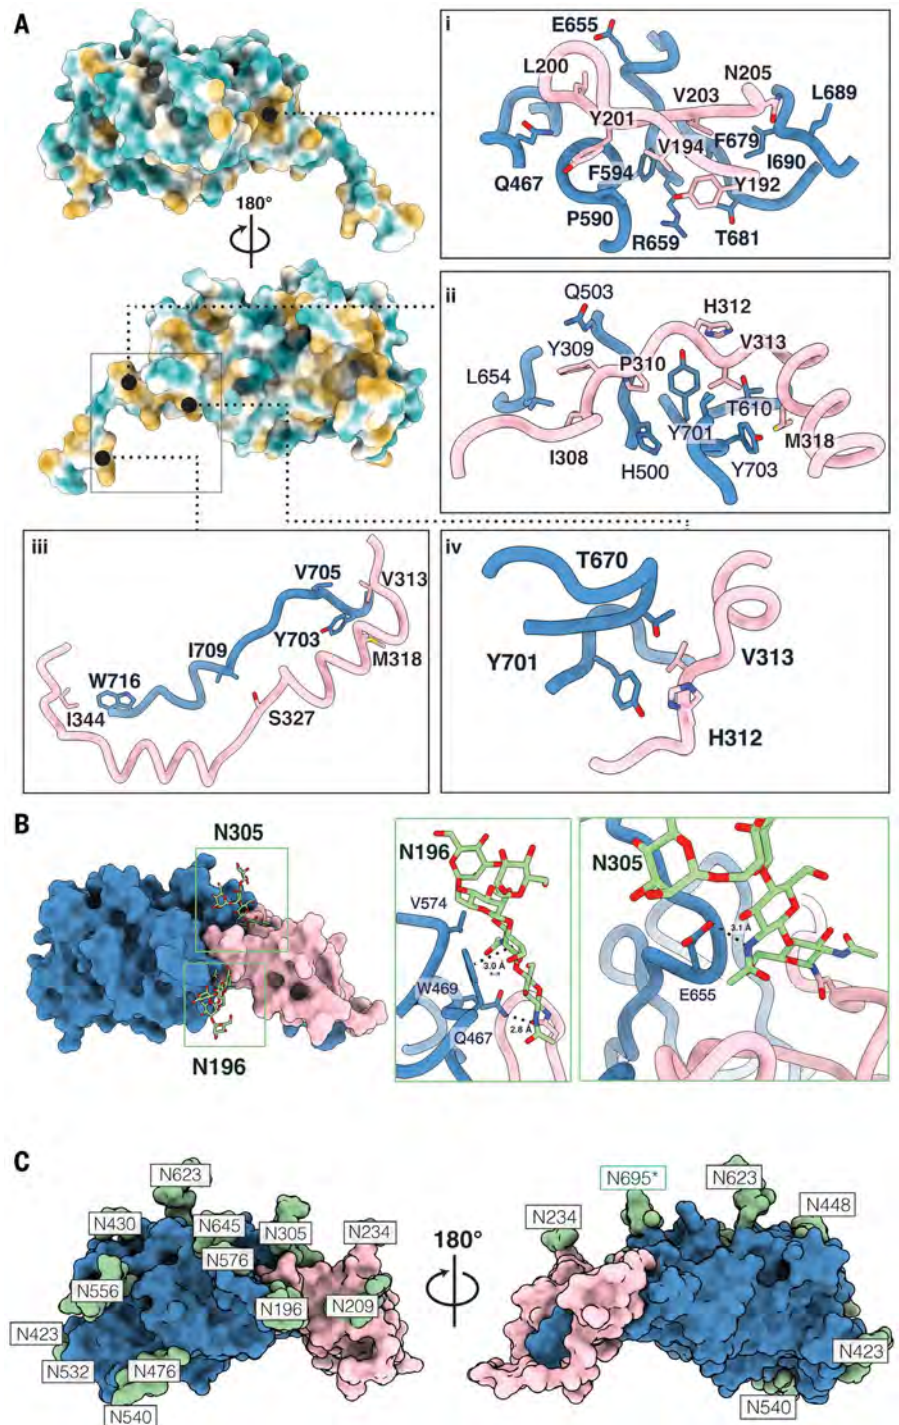 A
180°
i
E655
L200
N205
V203
L689
Y201
F679
V194
I690
Q467
F594
Y192
P590
R659
T681
ii
Q503
H312
V313
Y309
P310
L654
T610
Y701
M318
I308
H500
Y703
iii
V705
V313
Y703
I709
M318
W716
I344
S327
iv
T670
Y701
V313
H312
B
N305
N196
N196
V574
3.0 Å
W469
Q467
2.8 Å
N305
3.1 Å
E655
C
N623
N430
N645
N305
N234
N576
N556
N196
N209
N423
N532
N476
N540
180°
N695*
N623
N234
N448
N423
N540